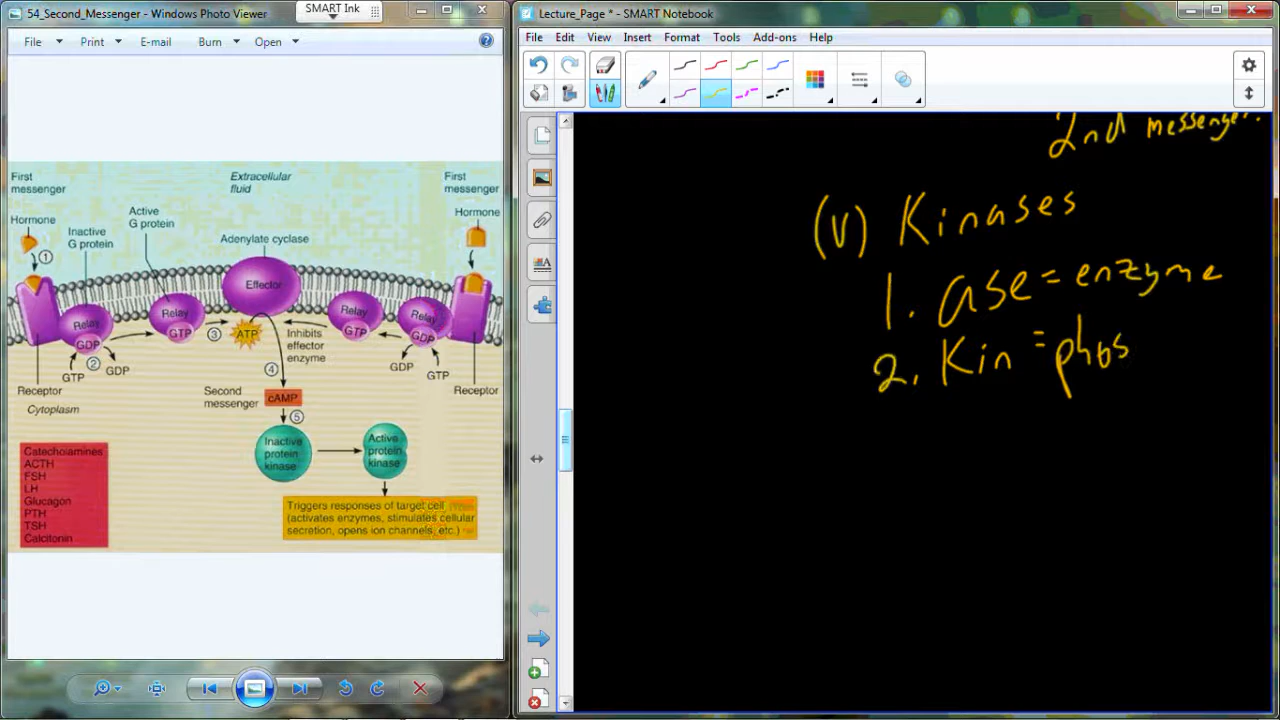 54_Second_Messenger - Windows Photo Viewer
SMART Ink
File Print E-mail Burn Open
First messenger
Extracellular fluid
First messenger
Hormone
Inactive G protein
Active G protein
Adenylate cyclase
Hormone
1
Effector
Relay
GDP
Relay
GTP
3
ATP
Inhibits effector enzyme
Relay
GTP
Relay
GDP
2
GTP
GDP
GDP
GTP
Receptor
Cytoplasm
4
Second messenger
cAMP
Receptor
5
Inactive protein kinase
Active protein kinase
Catecholamines
ACTH
FSH
LH
Glucagon
PTH
TSH
Calcitonin
Triggers responses of target cell
(activates enzymes, stimulates cellular
secretion, opens ion channels, etc.)
Lecture_Page * - SMART Notebook
File Edit View Insert Format Tools Add-ons Help
2nd messenger.
(V) Kinases
1. ase = enzyme
2. Kin = phos